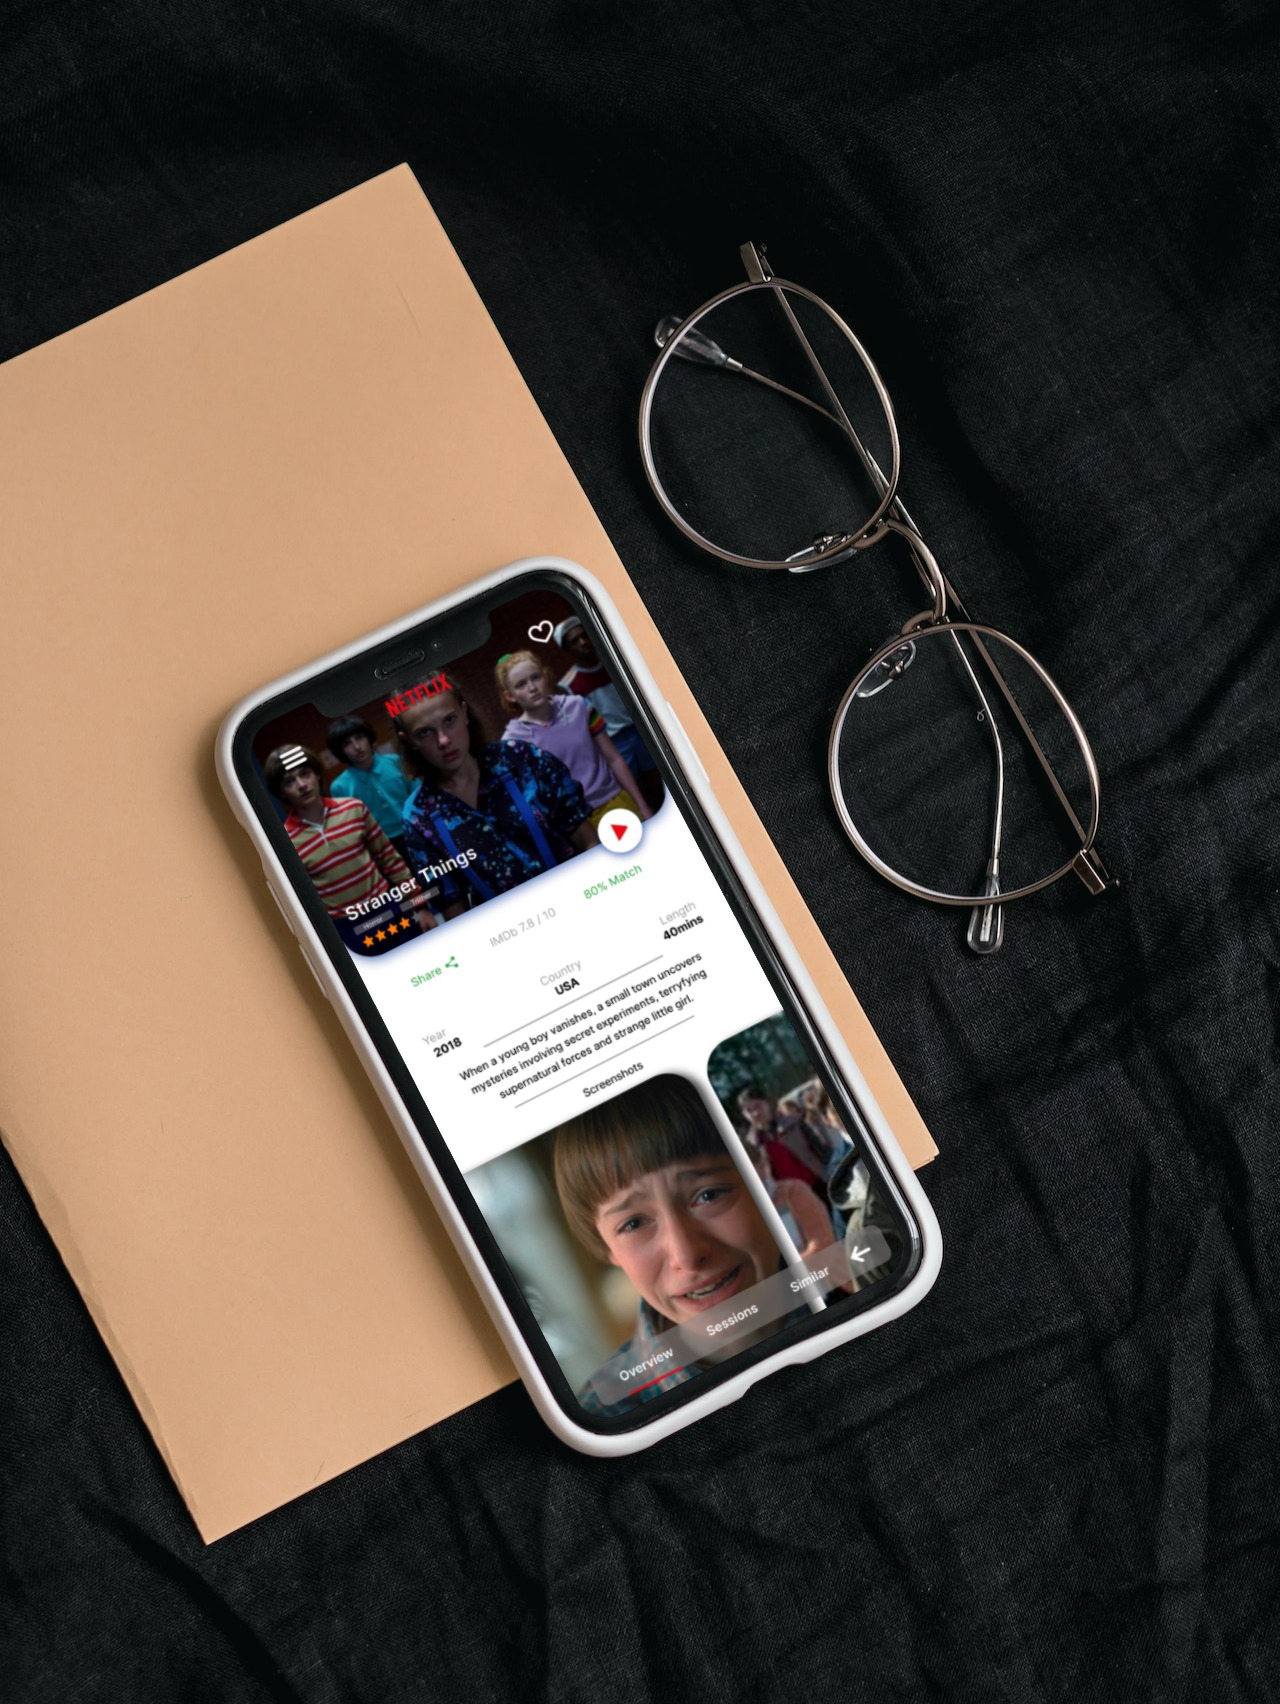 NETFLIX
Stranger Things
Horror Thriller
Share
IMDb 7.8 / 10
80% Match
Year
2018
Country
USA
Length
40mins
When a young boy vanishes, a small town uncovers
mysteries involving secret experiments, terryfying
supernatural forces and strange little girl.
Screenshots
Overview
Sessions
Similar